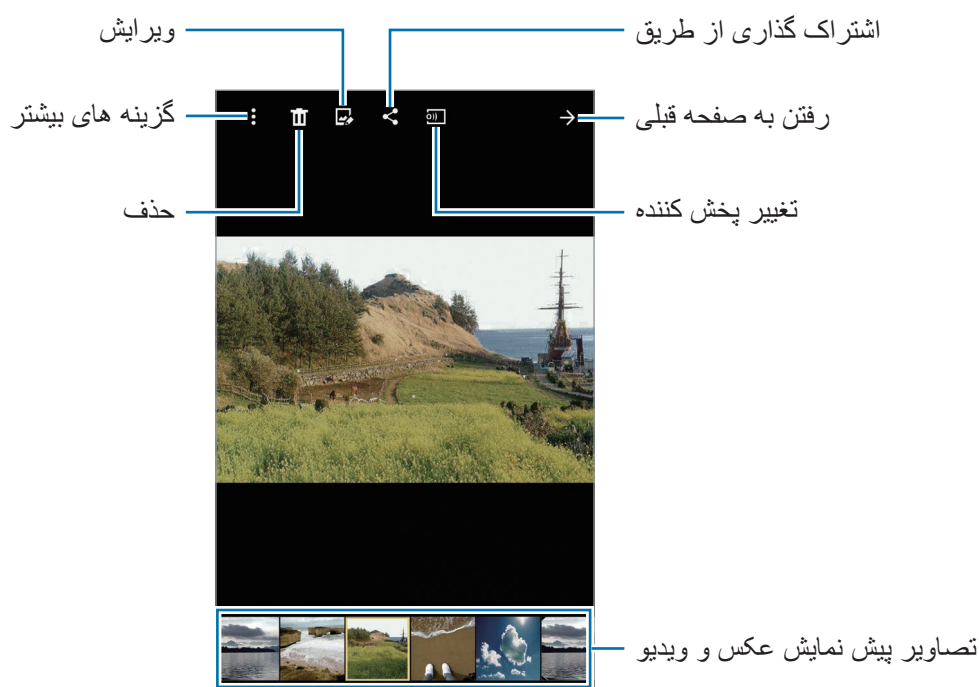 اشتراک گذاری از طریق
ویرایش
رفتن به صفحه قبلی
گزینه های بیشتر
تغییر پخش کننده
حذف
تصاویر پیش نمایش عکس و ویدیو